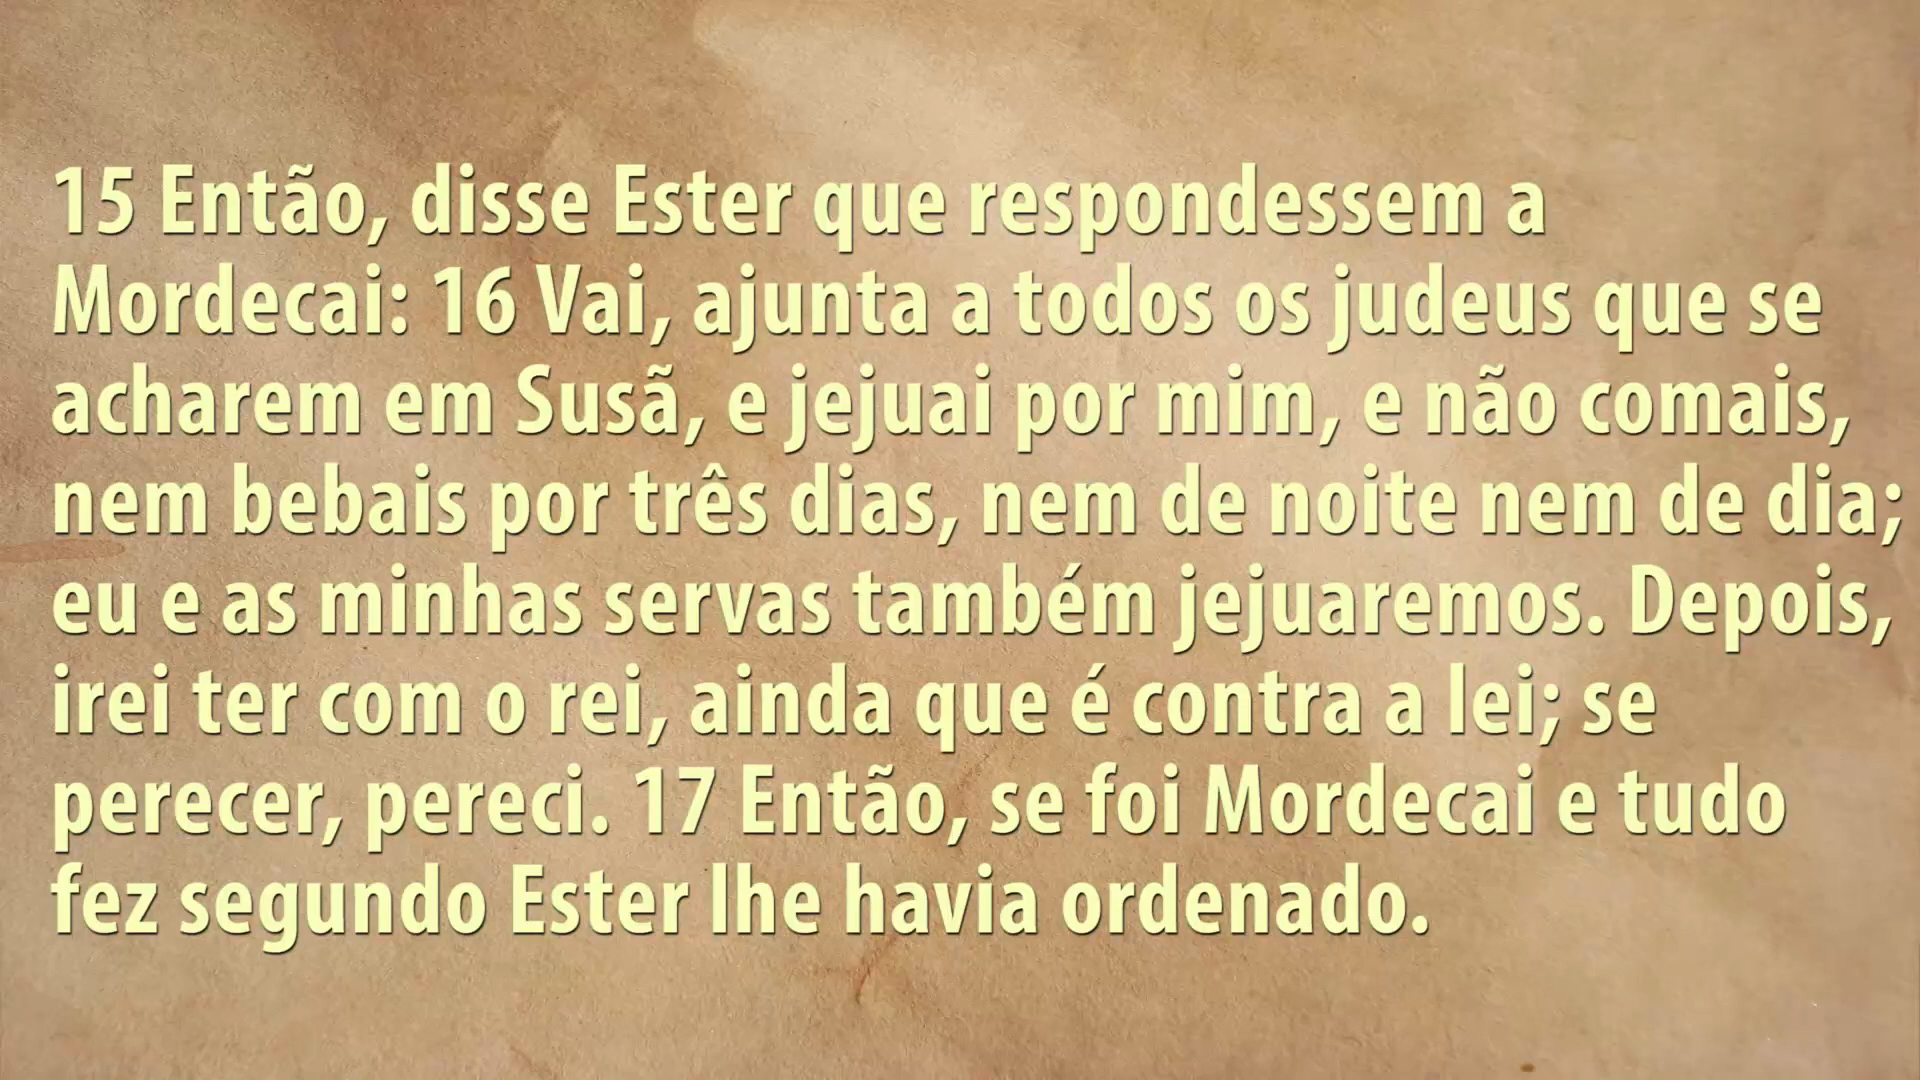 15 Então, disse Ester que respondessem a
Mordecai: 16 Vai, ajunta a todos os judeus que se
acharem em Susã, e jejuai por mim, e não comais,
nem bebais por três dias, nem de noite nem de dia;
eu e as minhas servas também jejuaremos. Depois,
irei ter com o rei, ainda que é contra a lei; se
perecer, pereci. 17 Então, se foi Mordecai e tudo
fez segundo Ester lhe havia ordenado.